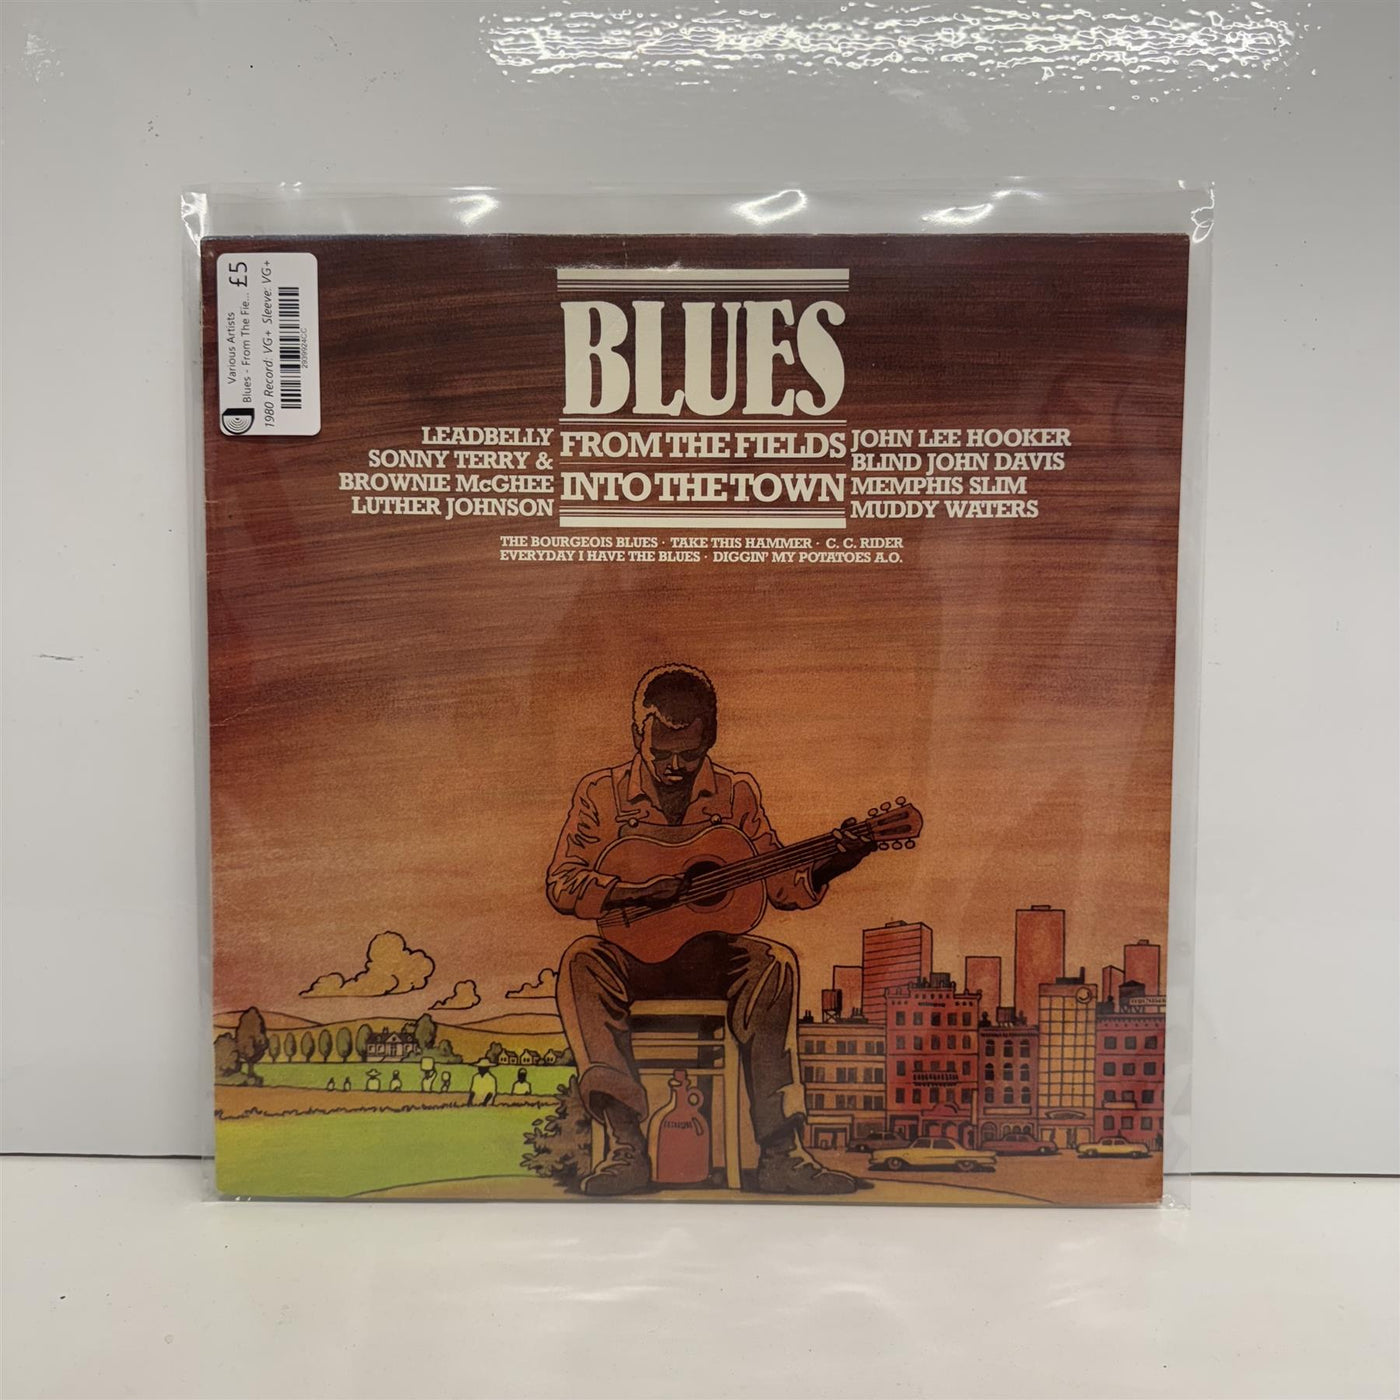 Various Artists
Blues - From The Fie... £5
1980 Record: VG+ Sleeve: VG+
2939924CC
BLUES
FROM THE FIELDS
INTO THE TOWN
LEADBELLY
SONNY TERRY &
BROWNIE McGHEE
LUTHER JOHNSON
JOHN LEE HOOKER
BLIND JOHN DAVIS
MEMPHIS SLIM
MUDDY WATERS
THE BOURGEOIS BLUES · TAKE THIS HAMMER · C. C. RIDER
EVERYDAY I HAVE THE BLUES · DIGGIN' MY POTATOES A.O.